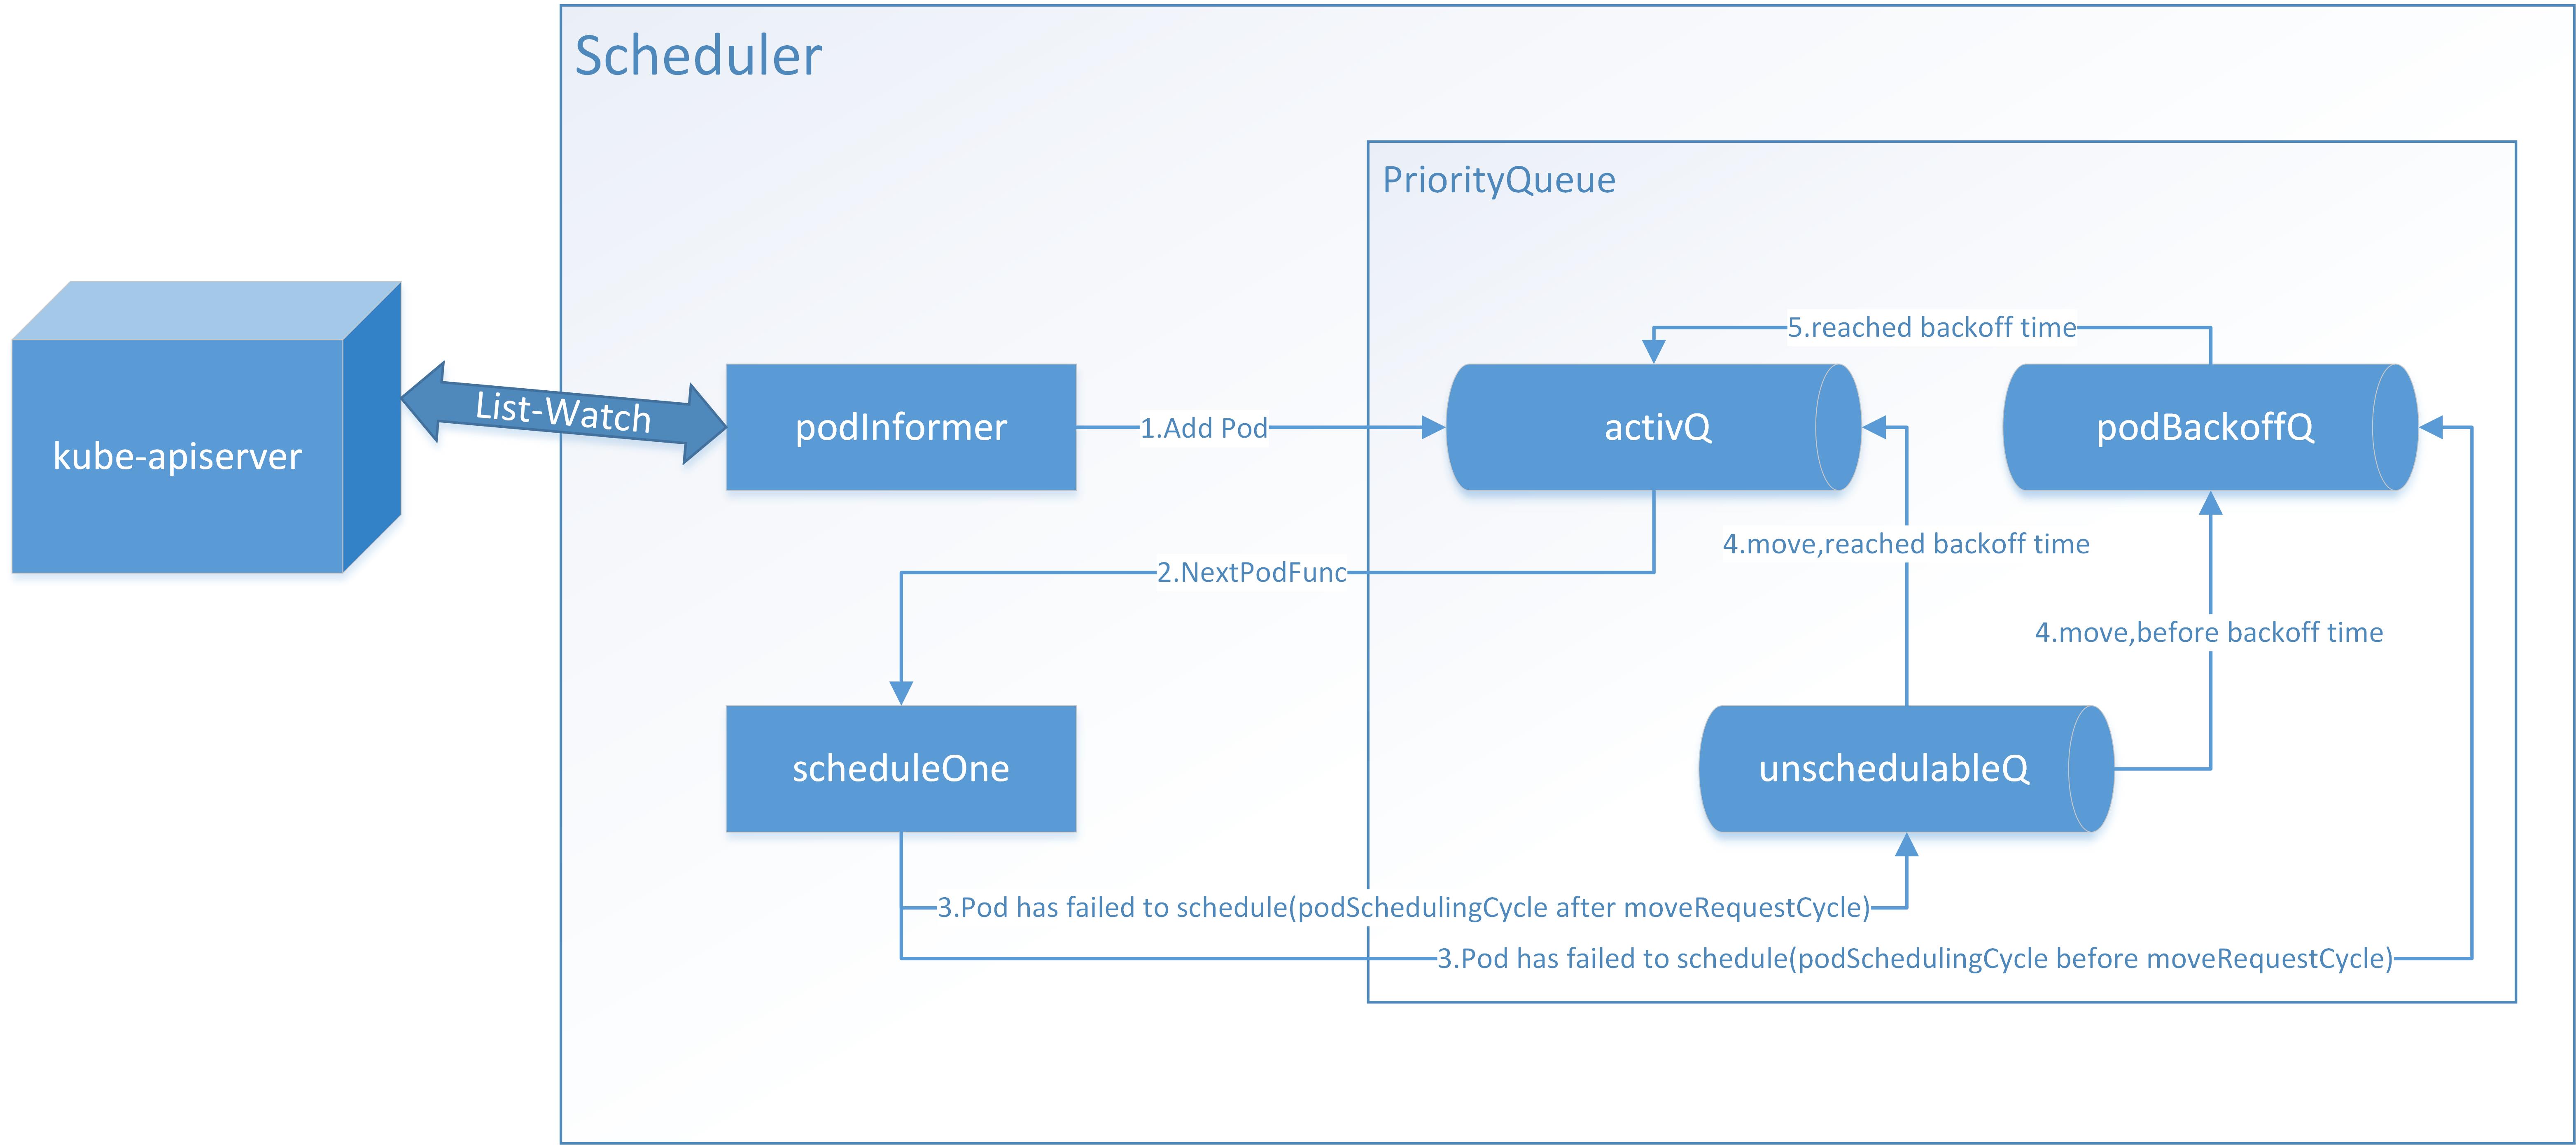 Scheduler
PriorityQueue
5.reached backoff time
kube-apiserver
List-Watch
podInformer
1.Add Pod
activQ
podBackoffQ
4.move,reached backoff time
2.NextPodFunc
4.move,before backoff time
scheduleOne
unschedulableQ
3.Pod has failed to schedule(podSchedulingCycle after moveRequestCycle)
3.Pod has failed to schedule(podSchedulingCycle before moveRequestCycle)